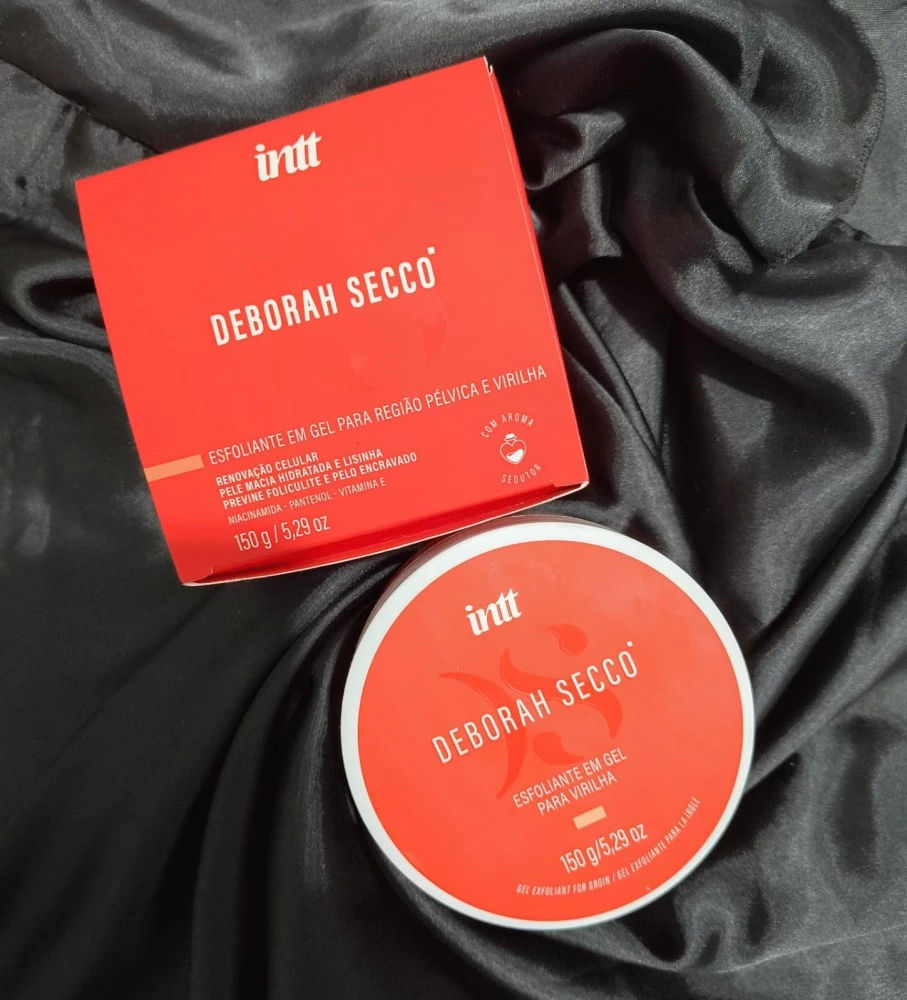 intt
DEBORAH SECCO
ESFOLIANTE EM GEL PARA REGIÃO PÉLVICA E VIRILHA
RENOVAÇÃO CELULAR
PELE MACIA HIDRATADA E LISINHA
PREVINE FOLICULITE E PELO ENCRAVADO
NIACINAMIDA - PANTENOL - VITAMINA E
150 g / 5,29 oz
COM AROMA
SEDUTOR
intt
DEBORAH SECCO
ESFOLIANTE EM GEL
PARA VIRILHA
150 g/5,29 oz
GEL EXFOLIANT FOR GROIN / GEL EXFOLIANTE PARA LA INGLE